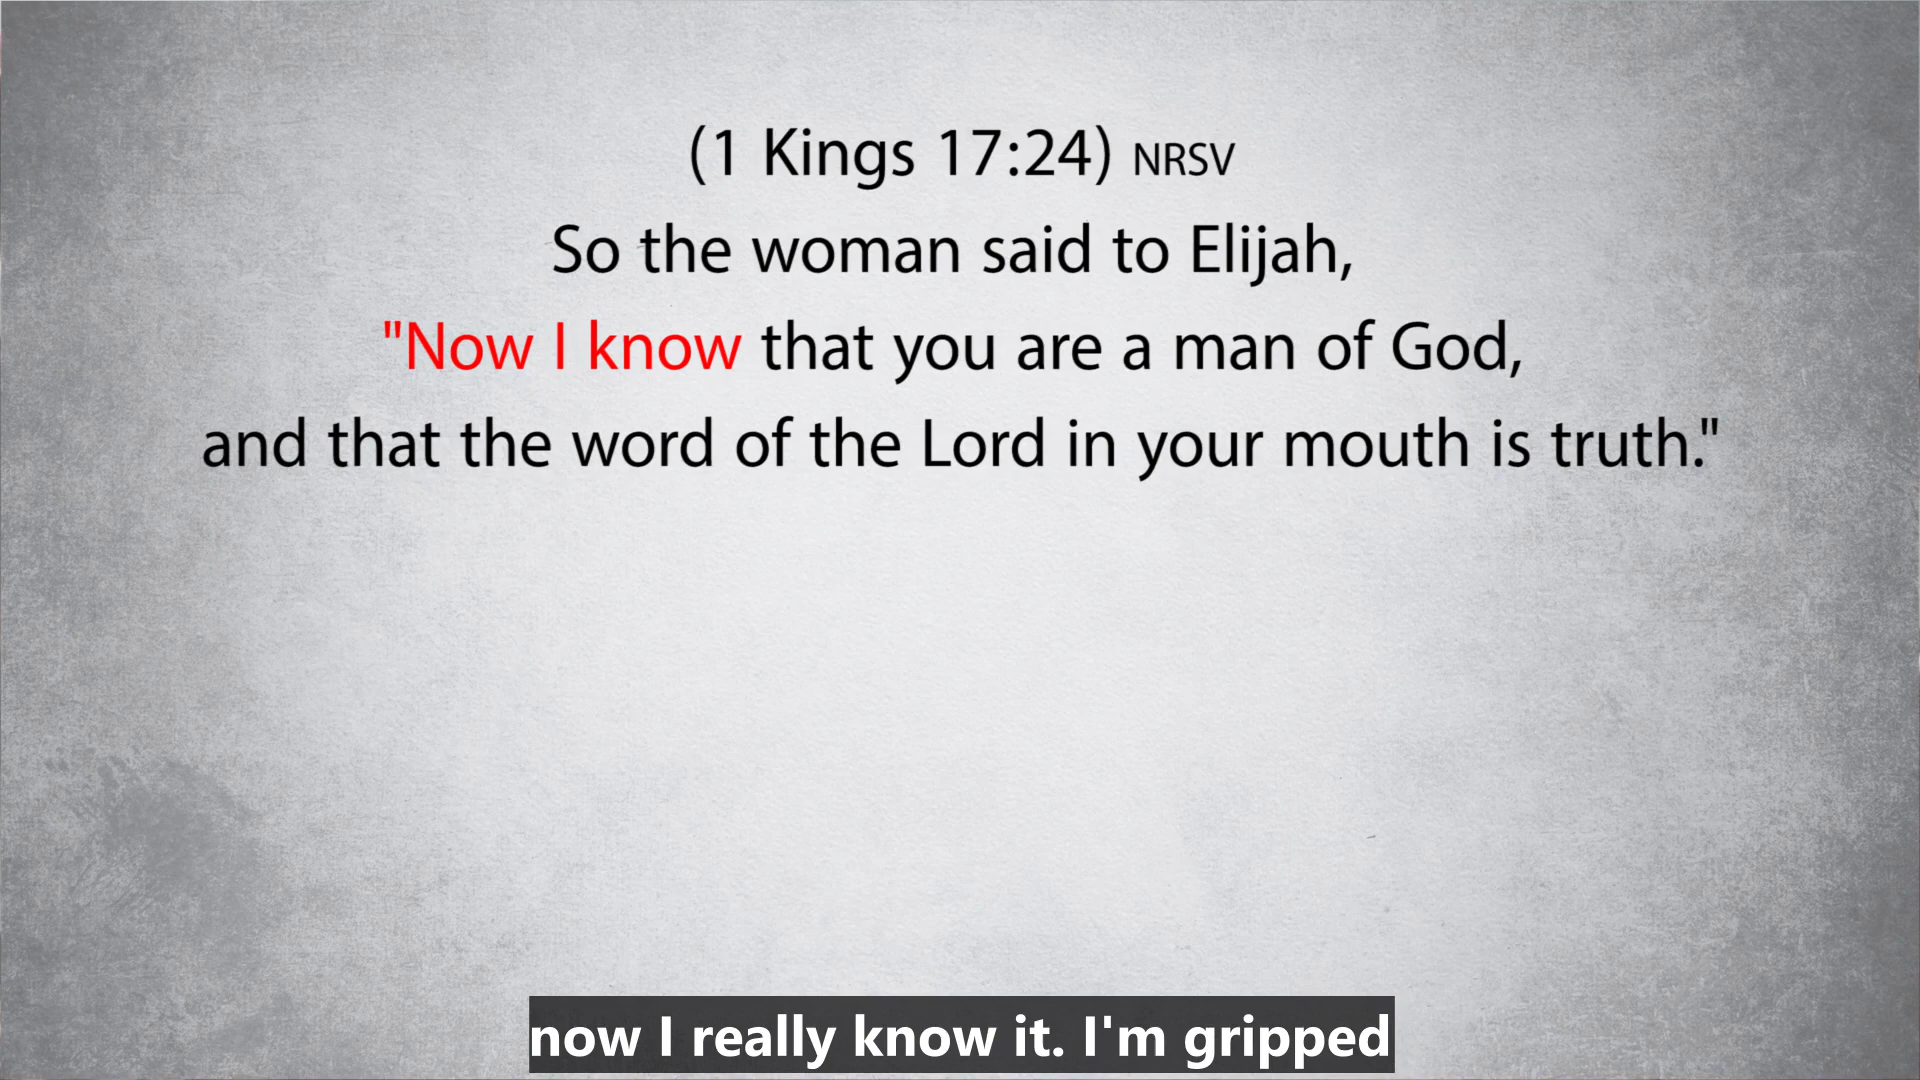 (1 Kings 17:24) NRSV
So the woman said to Elijah,
"Now I know that you are a man of God,
and that the word of the Lord in your mouth is truth."
now I really know it. I'm gripped